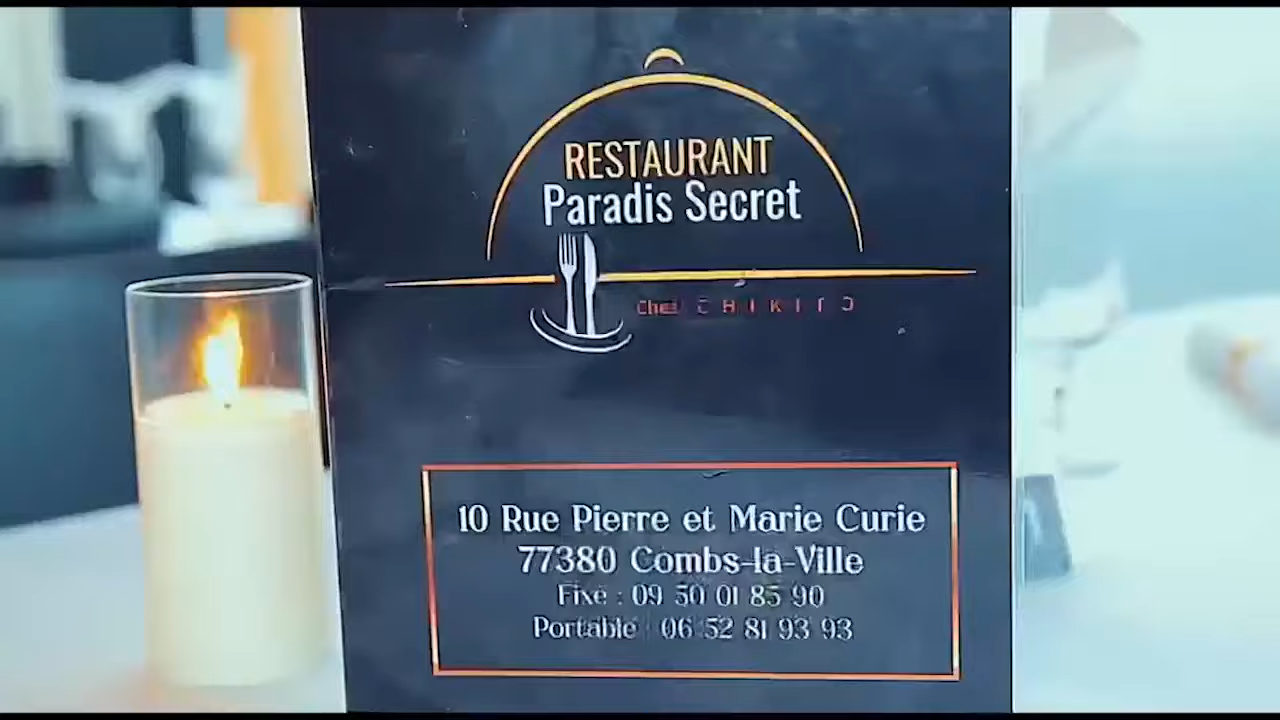 RESTAURANT
Paradis Secret
CHIKITO
10 Rue Pierre et Marie Curie
77380 Combs-la-Ville
Fixe : 09 50 01 85 90
Portable : 06 52 81 93 93